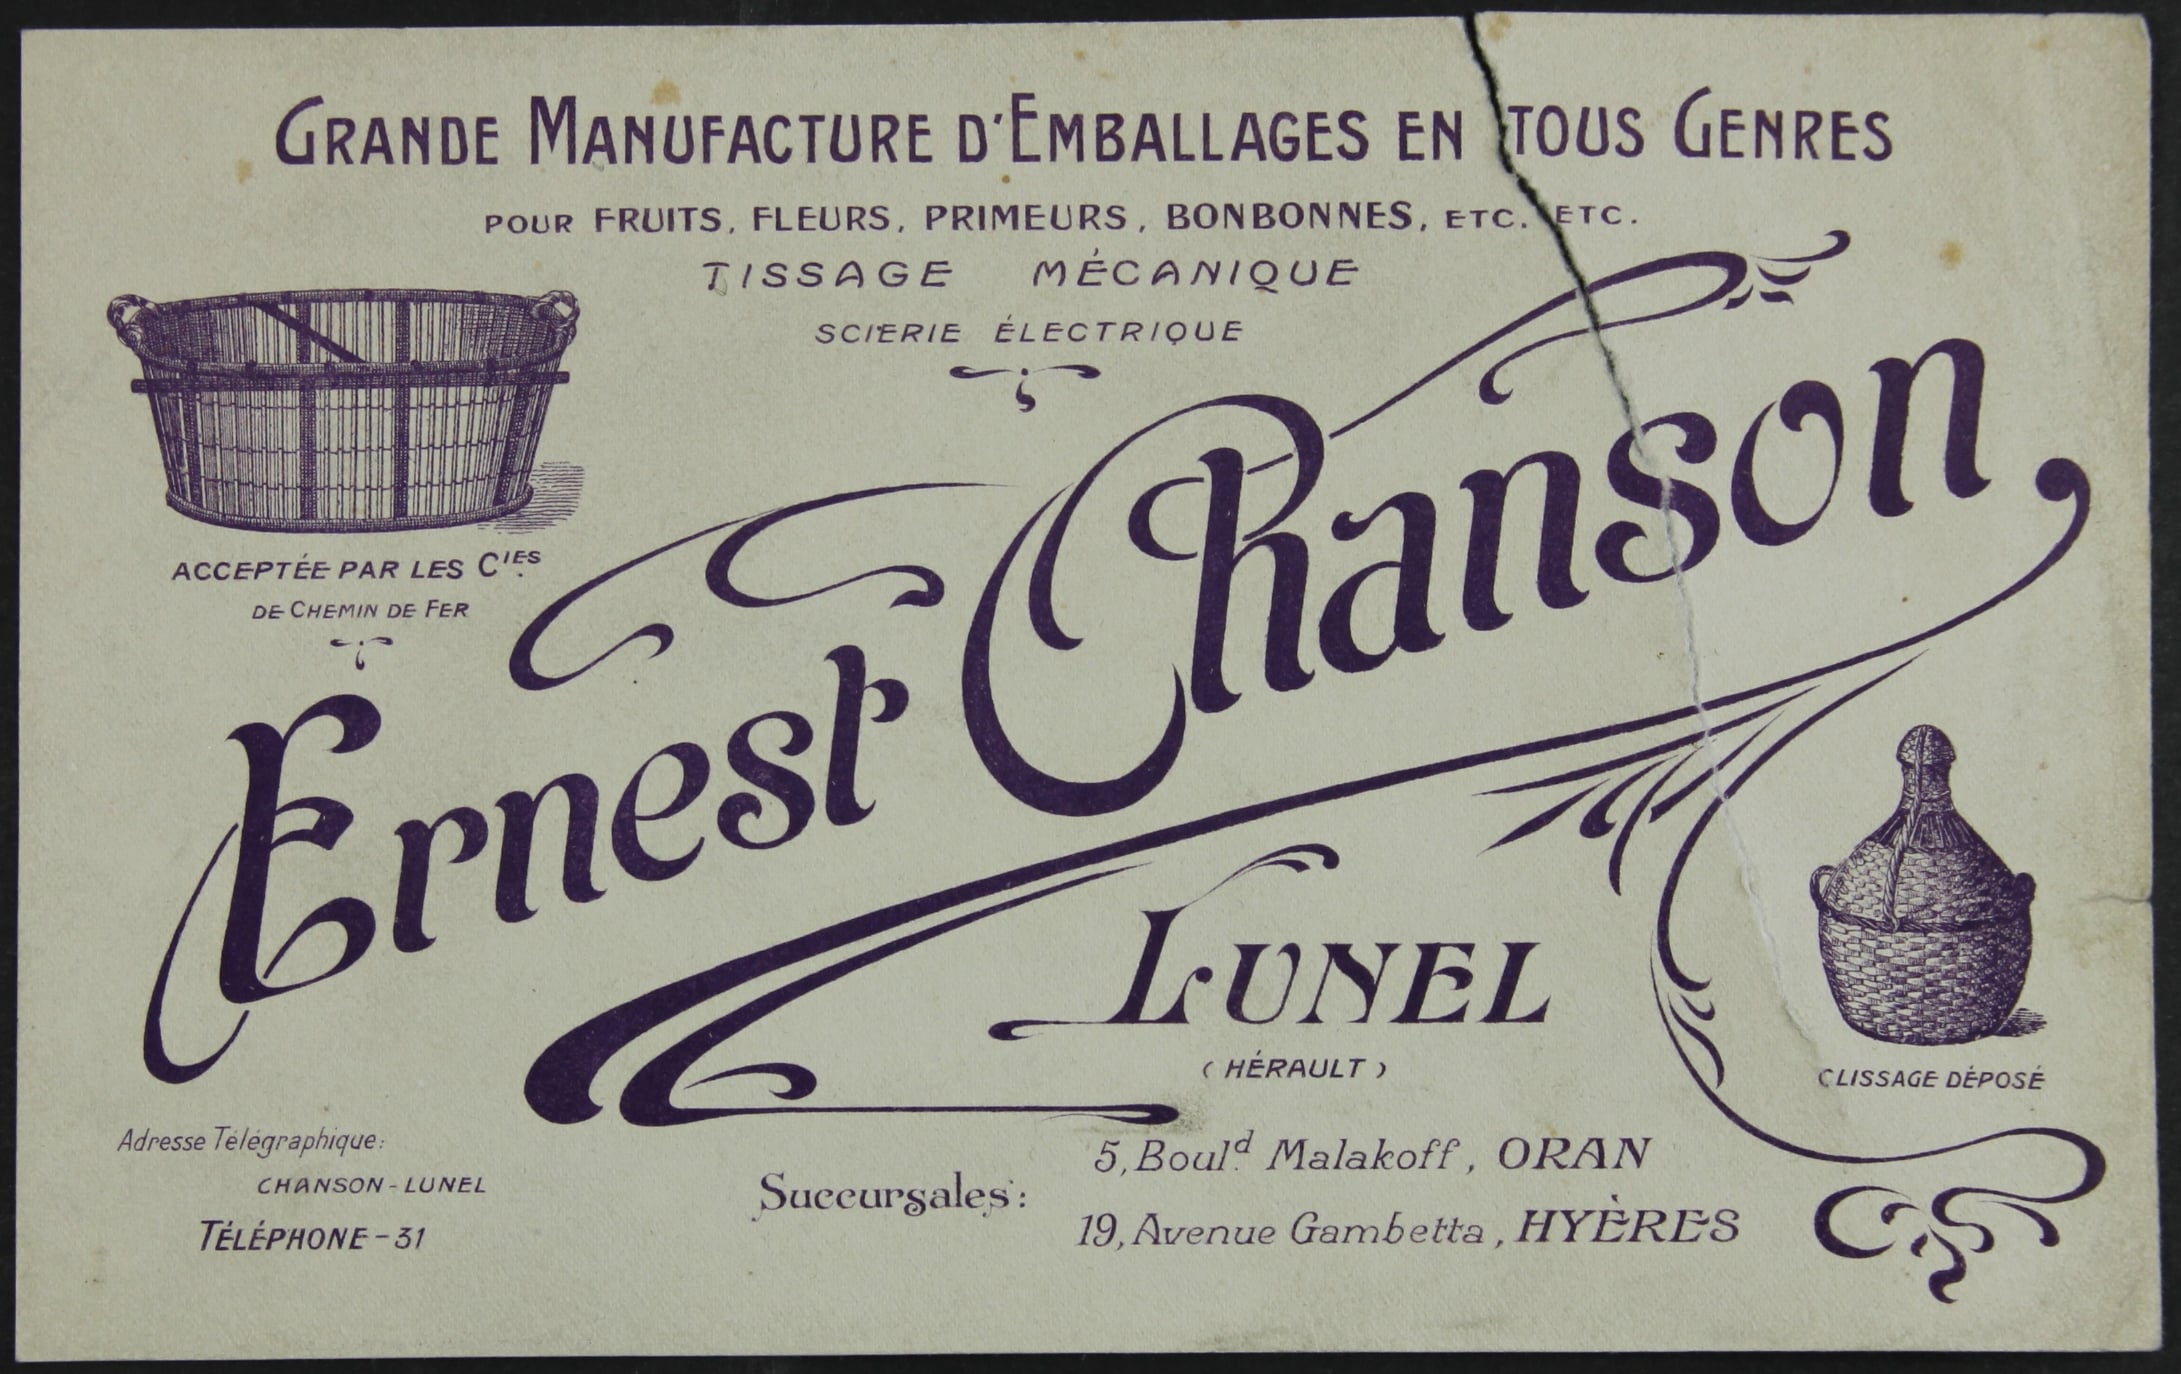 GRANDE MANUFACTURE D'EMBALLAGES EN TOUS GENRES
POUR FRUITS, FLEURS, PRIMEURS, BONBONNES, ETC. ETC.
TISSAGE MÉCANIQUE
SCIERIE ÉLECTRIQUE
ACCEPTÉE PAR LES CIES
DE CHEMIN DE FER
Ernest Chanson
LUNEL
(HÉRAULT)
CLISSAGE DÉPOSÉ
Adresse Télégraphique:
CHANSON-LUNEL
TÉLÉPHONE-31
Succursales:
5, Bould. Malakoff, ORAN
19, Avenue Gambetta, HYÈRES